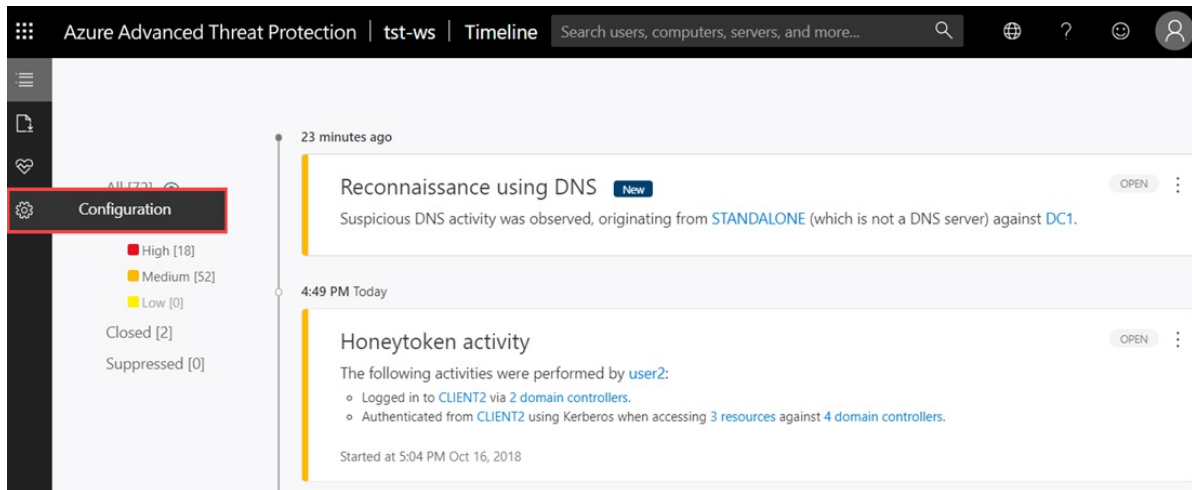 Azure Advanced Threat Protection | tst-ws | Timeline
Search users, computers, servers, and more...
?
23 minutes ago
All [72]
Configuration
High [18]
Medium [52]
Low [0]
Closed [2]
Suppressed [0]
Reconnaissance using DNS New
OPEN
Suspicious DNS activity was observed, originating from STANDALONE (which is not a DNS server) against DC1.
4:49 PM Today
Honeytoken activity
OPEN
The following activities were performed by user2:
Logged in to CLIENT2 via 2 domain controllers.
Authenticated from CLIENT2 using Kerberos when accessing 3 resources against 4 domain controllers.
Started at 5:04 PM Oct 16, 2018